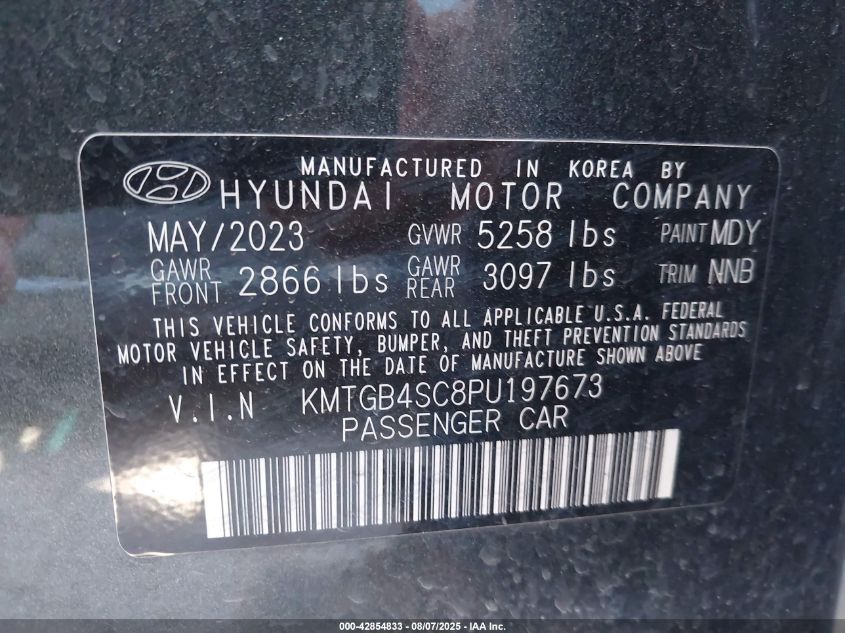 MANUFACTURED IN KOREA BY
HYUNDAI MOTOR COMPANY
MAY/2023 GVWR 5258 lbs PAINT MDY
GAWR FRONT 2866 lbs GAWR REAR 3097 lbs TRIM NNB
THIS VEHICLE CONFORMS TO ALL APPLICABLE U.S.A. FEDERAL
MOTOR VEHICLE SAFETY, BUMPER, AND THEFT PREVENTION STANDARDS
IN EFFECT ON THE DATE OF MANUFACTURE SHOWN ABOVE
V.I.N KMTGB4SC8PU197673
PASSENGER CAR
000-42854833 - 08/07/2025 - IAA Inc.